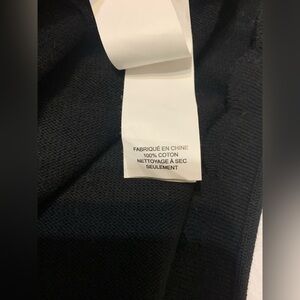 FABRIQUÉ EN CHINE
100% COTON
NETTOYAGE À SEC
SEULEMENT